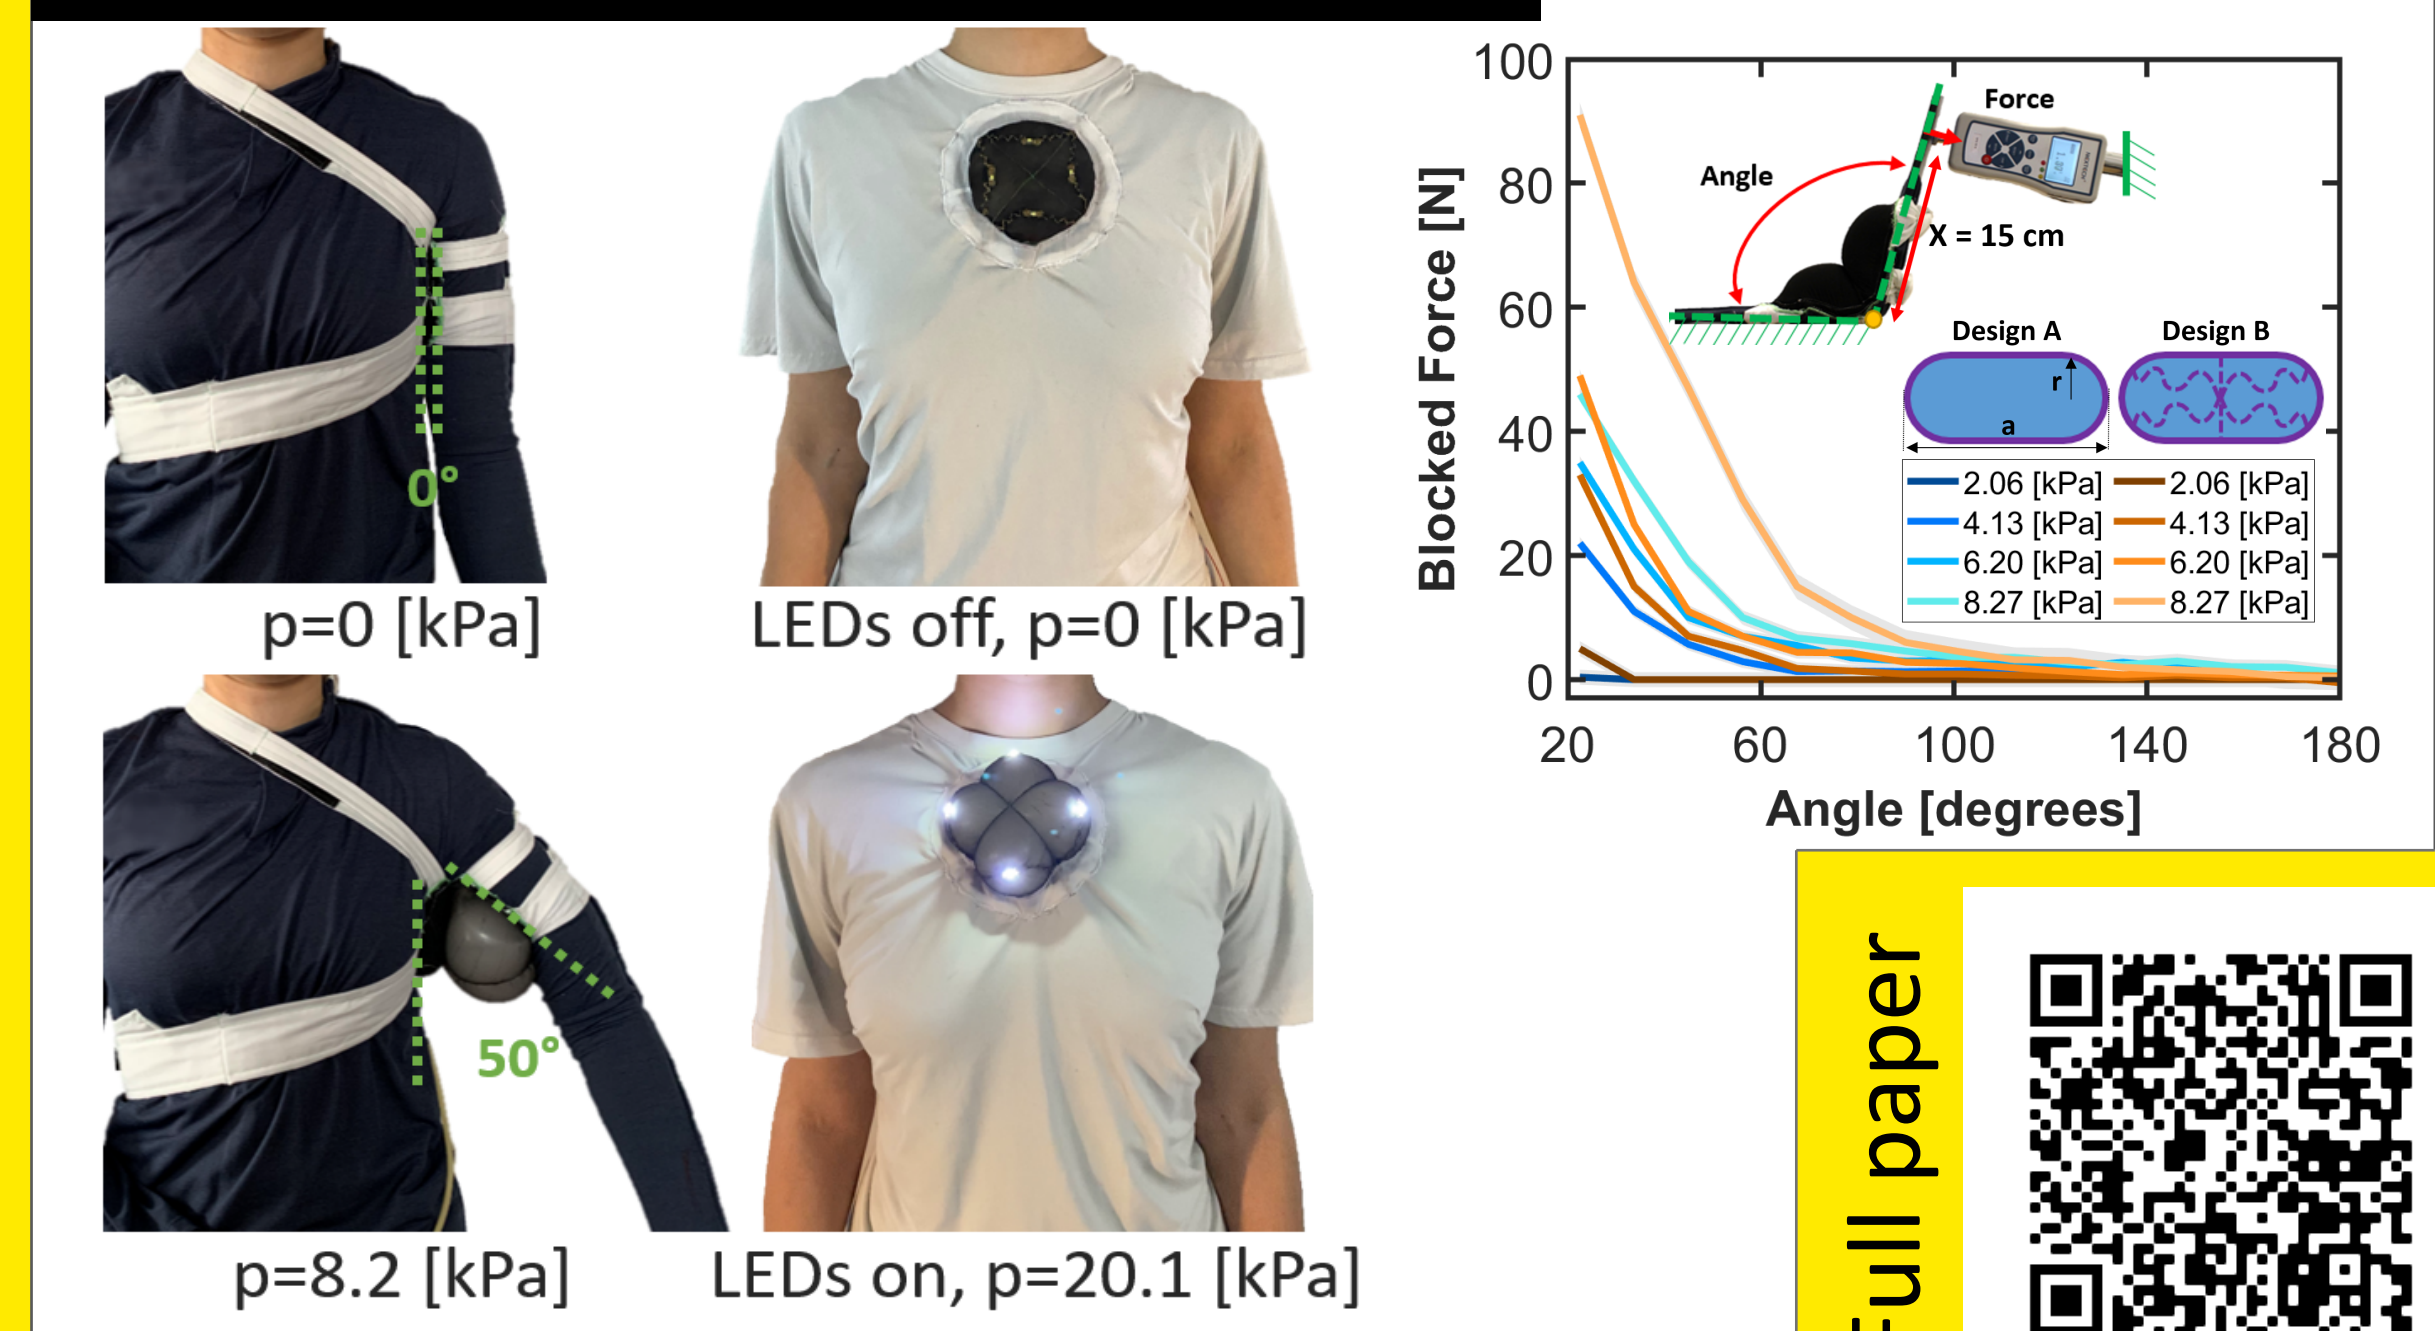 0°
p=0 [kPa]
LEDs off, p=0 [kPa]
50°
p=8.2 [kPa]
LEDs on, p=20.1 [kPa]
Blocked Force [N]
100
80
60
40
20
0
20 60 100 140 180
Angle [degrees]
Force
Angle
X = 15 cm
Design A Design B
r
a
2.06 [kPa] 2.06 [kPa]
4.13 [kPa] 4.13 [kPa]
6.20 [kPa] 6.20 [kPa]
8.27 [kPa] 8.27 [kPa]
Full paper